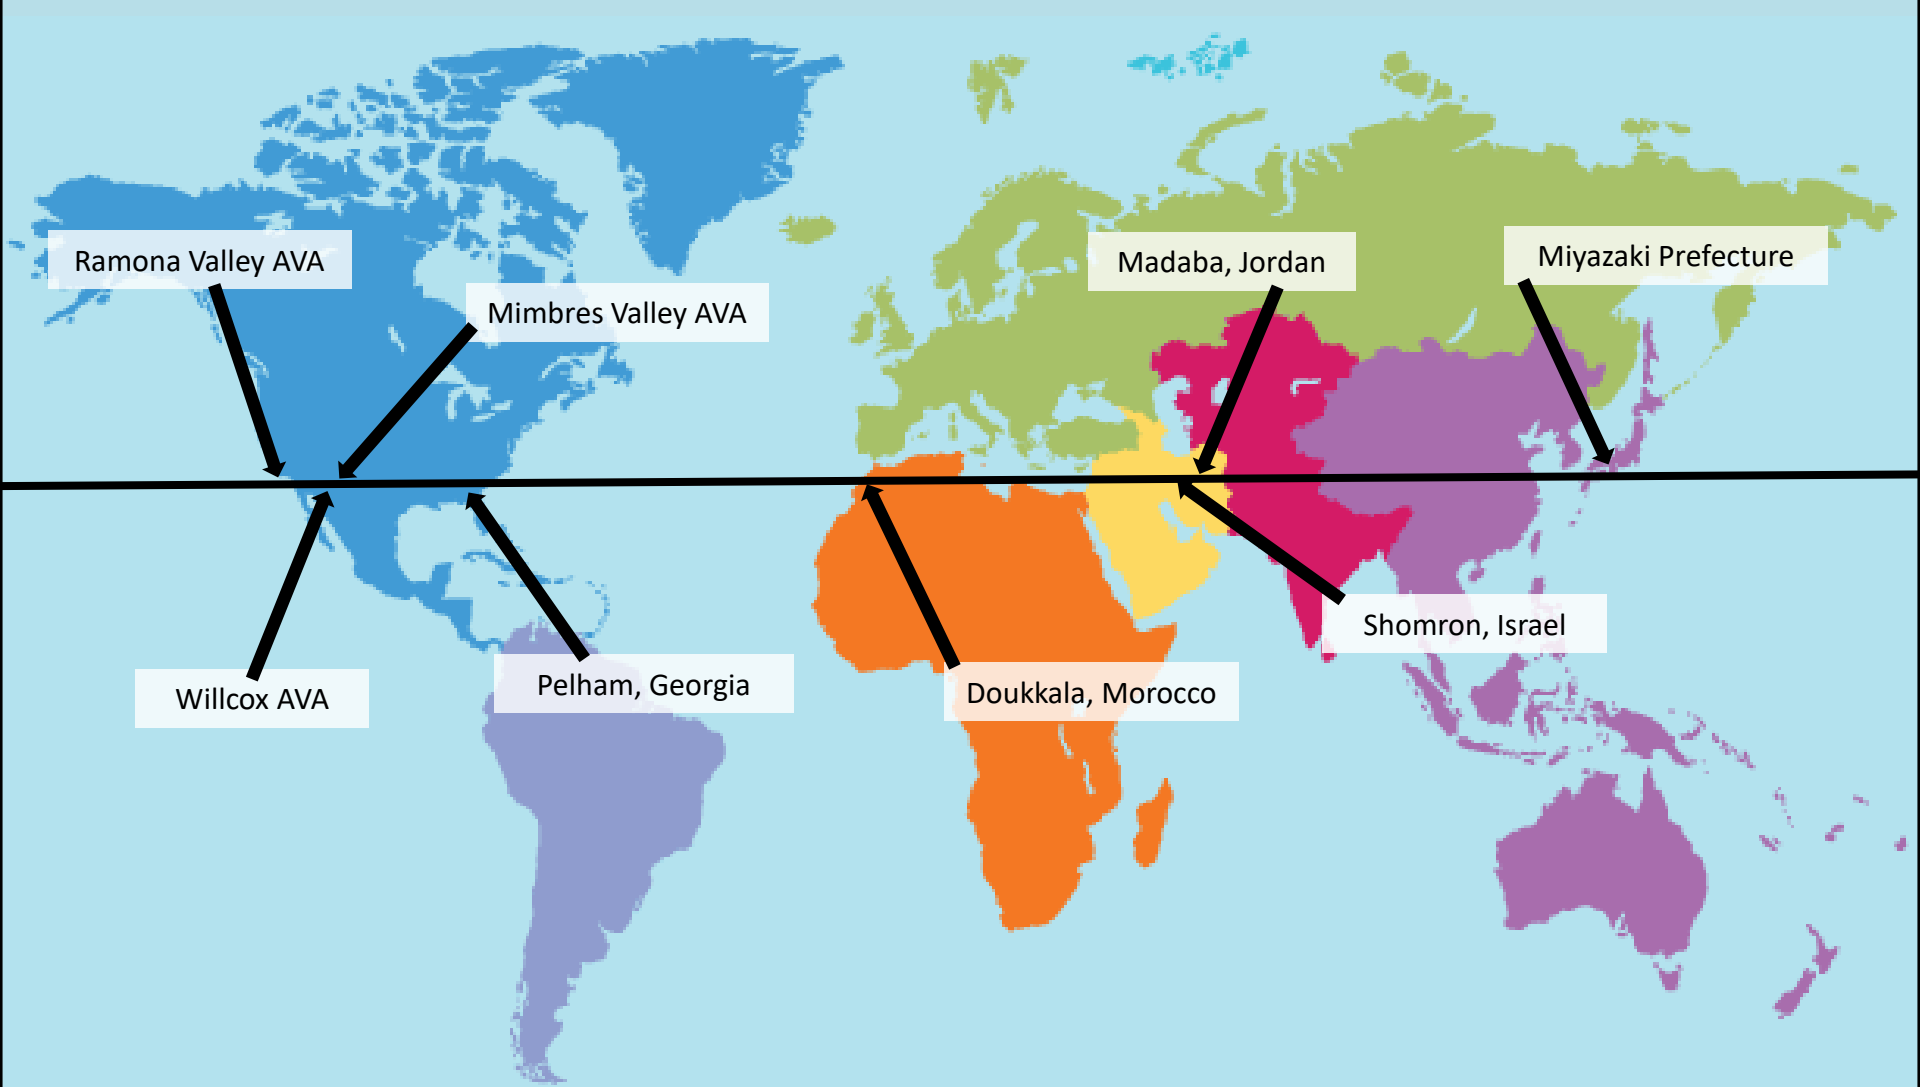 Ramona Valley AVA
Mimbres Valley AVA
Madaba, Jordan
Miyazaki Prefecture
Willcox AVA
Pelham, Georgia
Doukkala, Morocco
Shomron, Israel